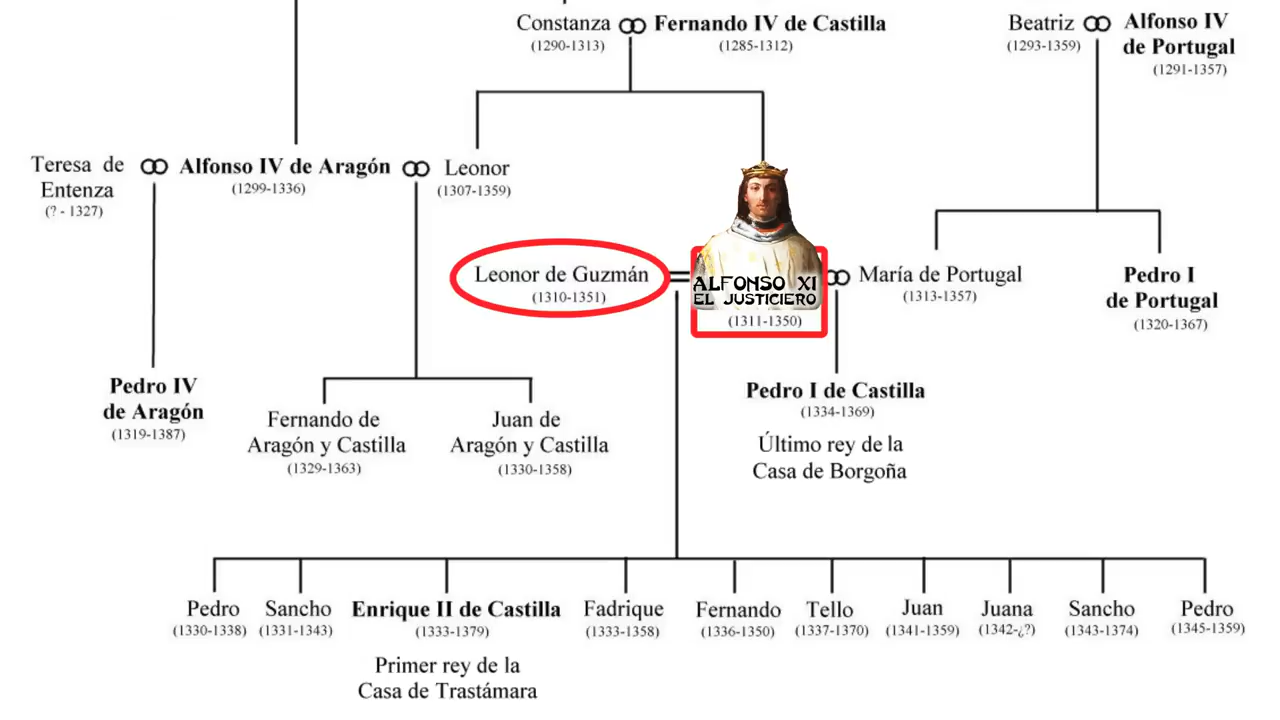 Constanza
(1290-1313)
Fernando IV de Castilla
(1285-1312)
Beatriz
(1293-1359)
Alfonso IV
de Portugal
(1291-1357)
Teresa de
Entenza
(? - 1327)
Alfonso IV de Aragón
(1299-1336)
Leonor
(1307-1359)
Leonor de Guzmán
(1310-1351)
ALFONSO XI
EL JUSTICIERO
(1311-1350)
María de Portugal
(1313-1357)
Pedro I
de Portugal
(1320-1367)
Pedro IV
de Aragón
(1319-1387)
Fernando de
Aragón y Castilla
(1329-1363)
Juan de
Aragón y Castilla
(1330-1358)
Pedro I de Castilla
(1334-1369)
Último rey de la
Casa de Borgoña
Pedro
(1330-1338)
Sancho
(1331-1343)
Enrique II de Castilla
(1333-1379)
Primer rey de la
Casa de Trastámara
Fadrique
(1333-1358)
Fernando
(1336-1350)
Tello
(1337-1370)
Juan
(1341-1359)
Juana
(1342-¿?)
Sancho
(1343-1374)
Pedro
(1345-1359)